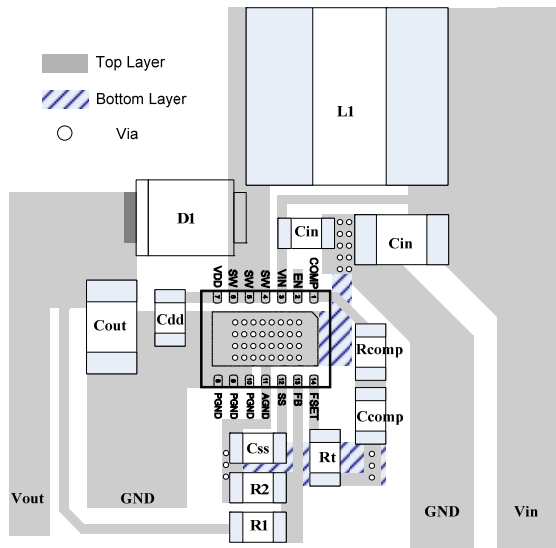 Top Layer
Bottom Layer
Via
L1
D1
Cin
Cin
VDD SW SW SW VIN EN COMP
7 6 5 4 3 2 1
Cout
Cdd
Rcomp
8 9 10 11 12 13 14
PGND PGND PGND AGND SS FB FSET
Ccomp
Css
Rt
R2
Vout
GND
GND
Vin
R1